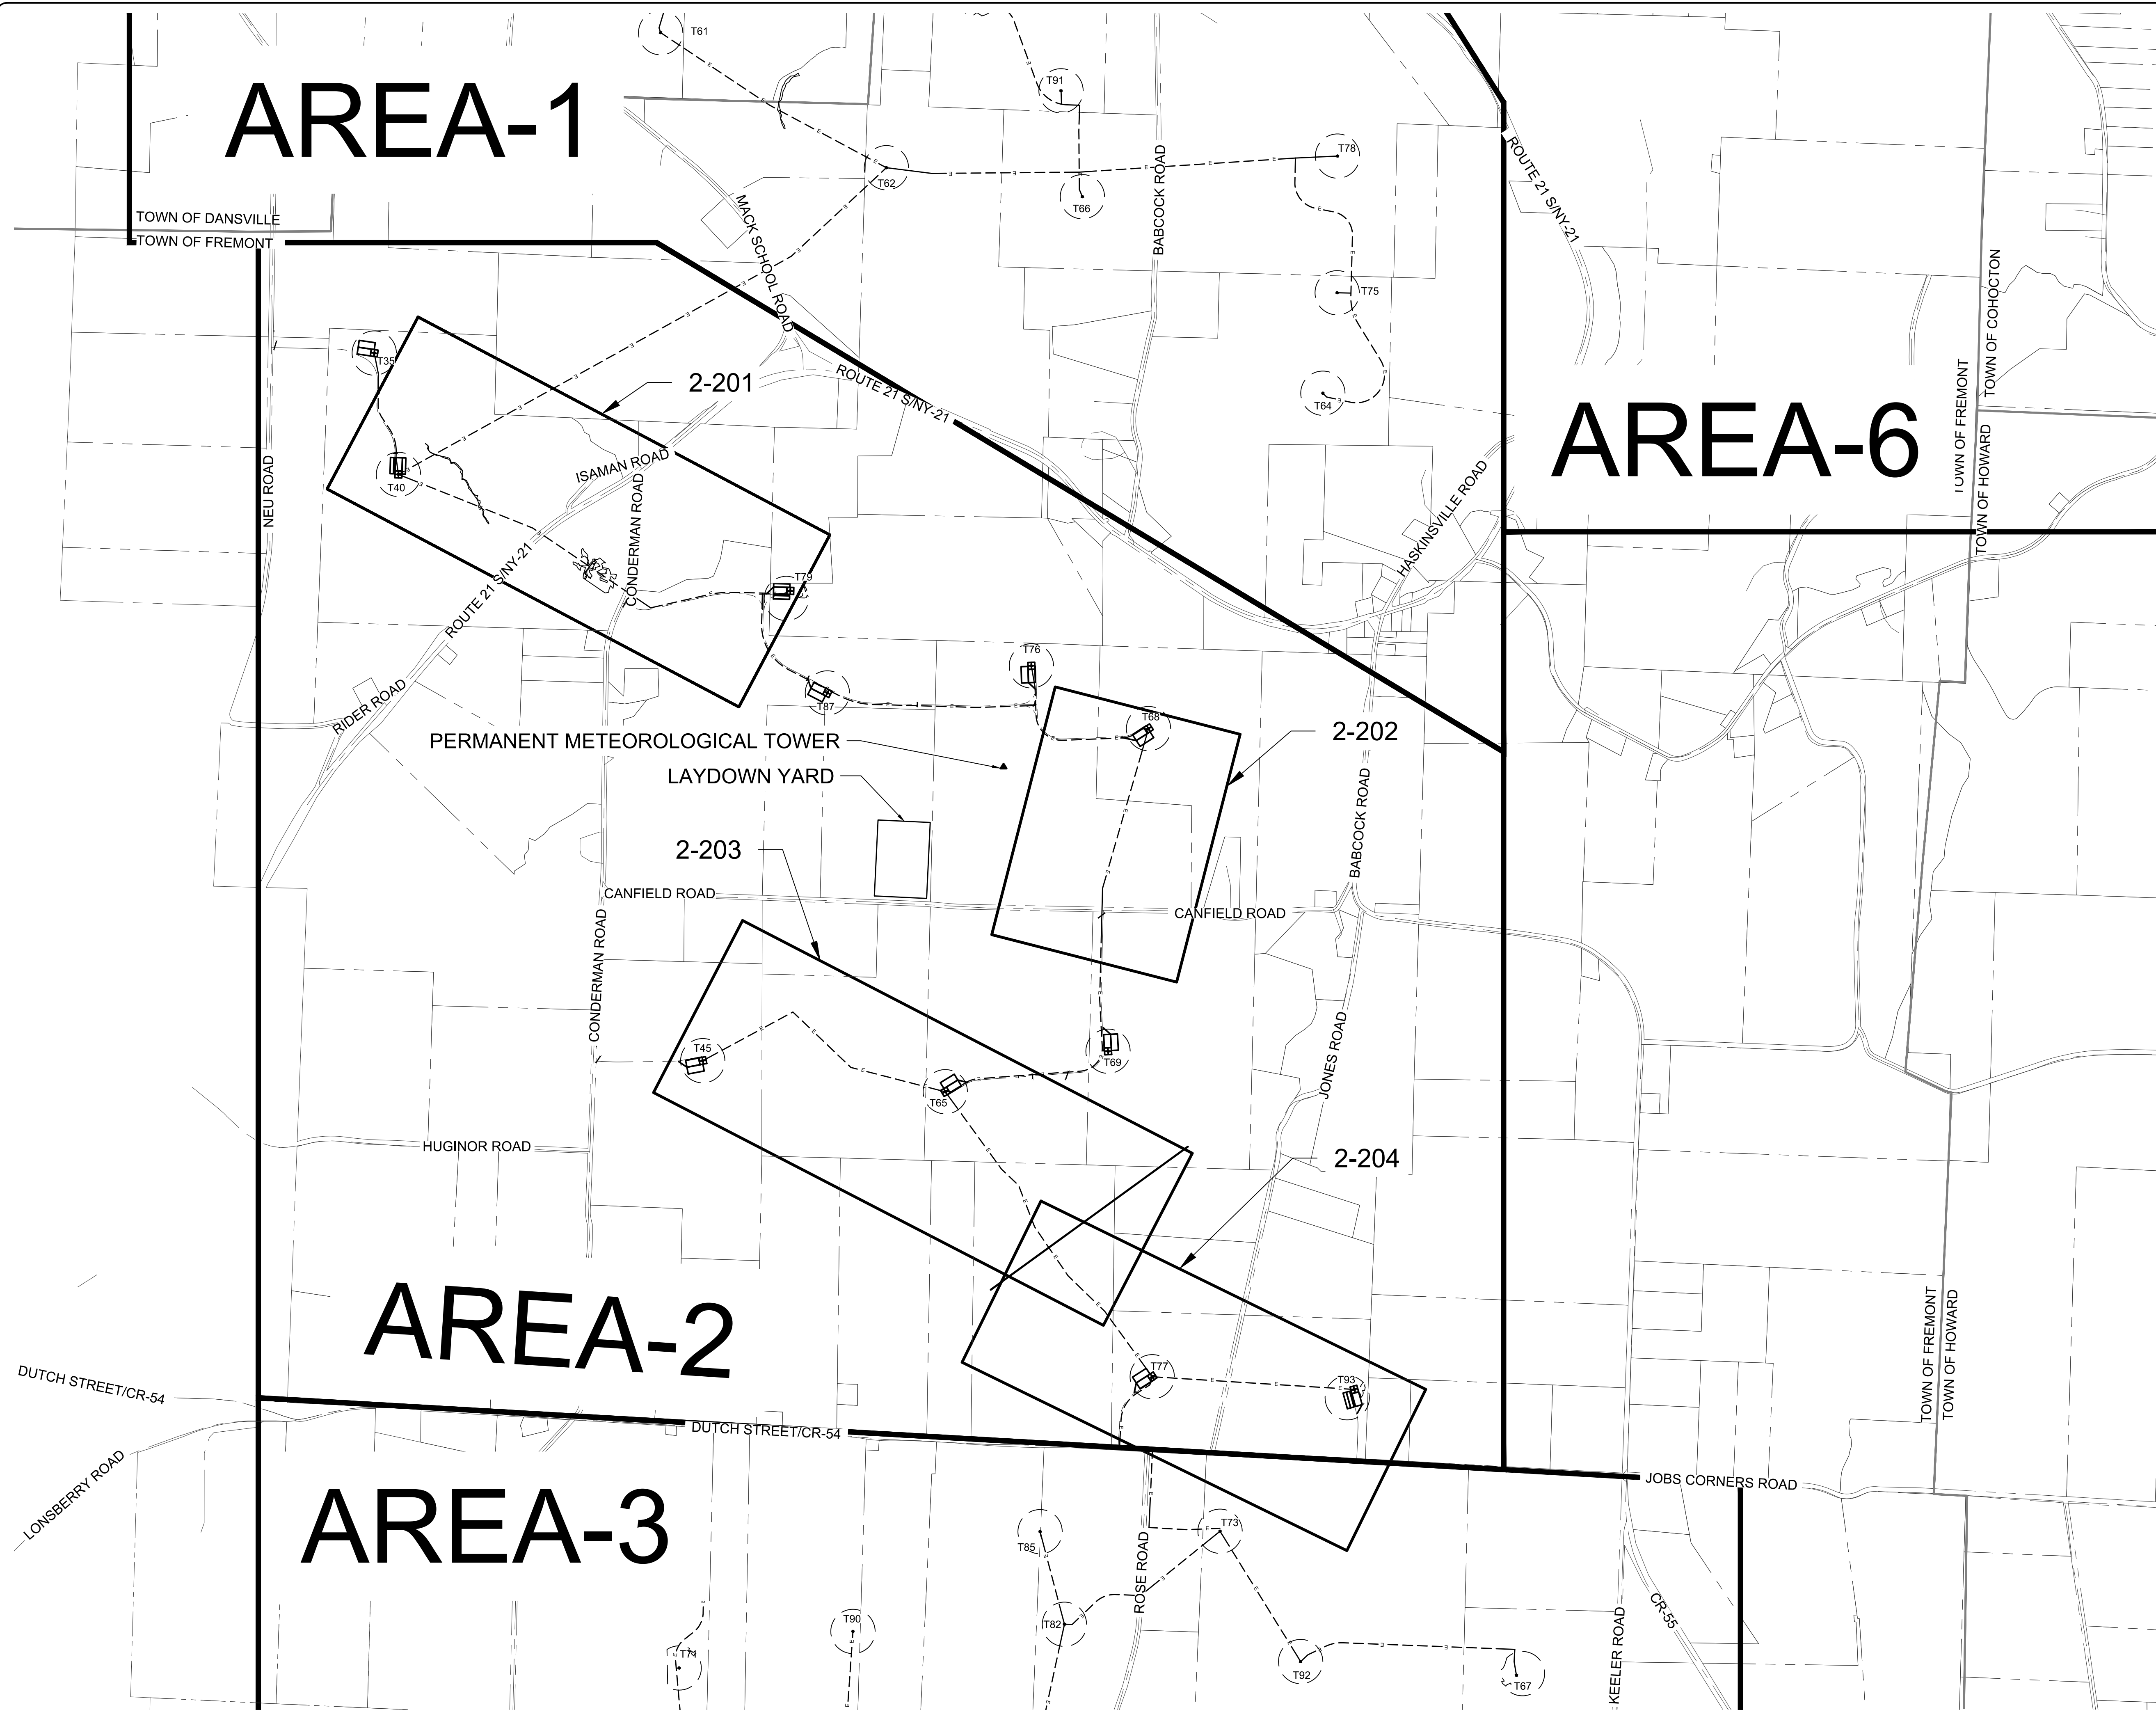 T61
T91
AREA-1
T78
T62
T66
BABCOCK ROAD
ROUTE 21 S/NY-21
MACK SCHOOL ROAD
TOWN OF DANSVILLE
TOWN OF FREMONT
T75
TOWN OF COHOCTON
TOWN OF FREMONT
T35
2-201
ROUTE 21 S/NY-21
T64
AREA-6
TOWN OF HOWARD
ISAMAN ROAD
NEU ROAD
T40
CONDERMAN ROAD
HASKINSVILLE ROAD
ROUTE 21 S/NY-21
T79
T76
RIDER ROAD
T87
T68
2-202
PERMANENT METEOROLOGICAL TOWER
LAYDOWN YARD
BABCOCK ROAD
2-203
CANFIELD ROAD
CANFIELD ROAD
CONDERMAN ROAD
T45
T69
T65
JONES ROAD
HUGINOR ROAD
2-204
AREA-2
TOWN OF FREMONT
TOWN OF HOWARD
T77
T93
DUTCH STREET/CR-54
DUTCH STREET/CR-54
LONSBERRY ROAD
JOBS CORNERS ROAD
AREA-3
T73
T85
ROSE ROAD
T90
T82
CR-55
KEELER ROAD
T71
T92
T67